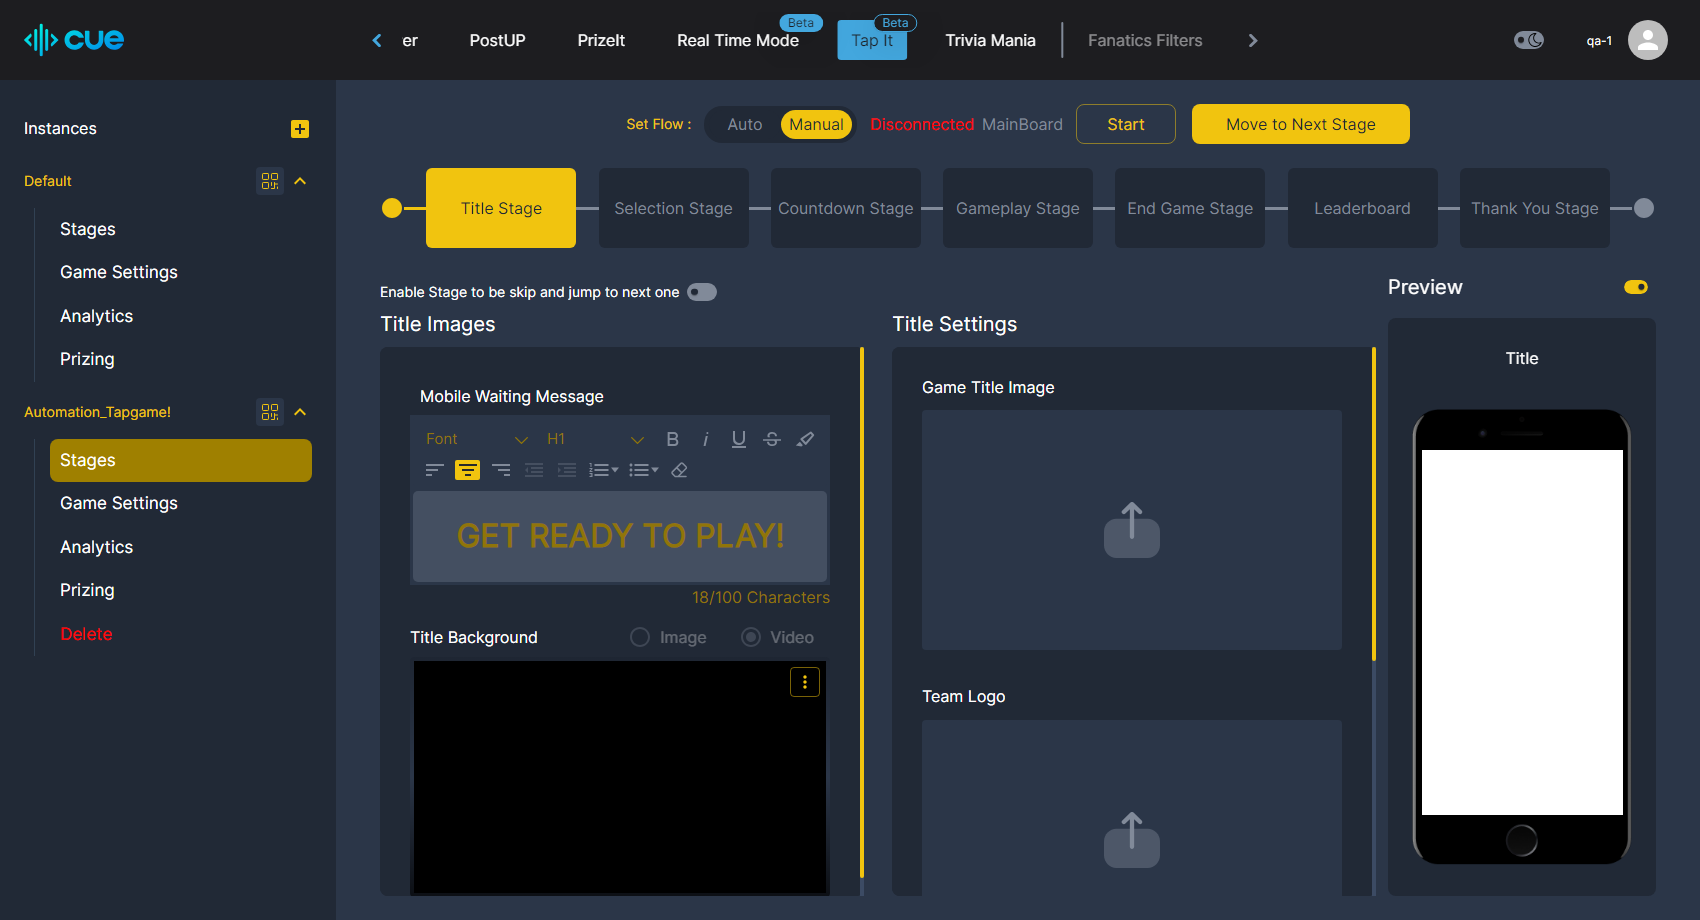 cue
er
PostUP
PrizeIt
Real Time Mode
Beta
Tap It
Beta
Trivia Mania
Fanatics Filters
qa-1
Instances
Default
Stages
Game Settings
Analytics
Prizing
Automation_Tapgame!
Stages
Game Settings
Analytics
Prizing
Delete
Set Flow :
Auto
Manual
Disconnected MainBoard
Start
Move to Next Stage
Title Stage
Selection Stage
Countdown Stage
Gameplay Stage
End Game Stage
Leaderboard
Thank You Stage
Enable Stage to be skip and jump to next one
Title Images
Mobile Waiting Message
Font
H1
B
i
U
S
GET READY TO PLAY!
18/100 Characters
Title Background
Image
Video
Title Settings
Game Title Image
Team Logo
Preview
Title